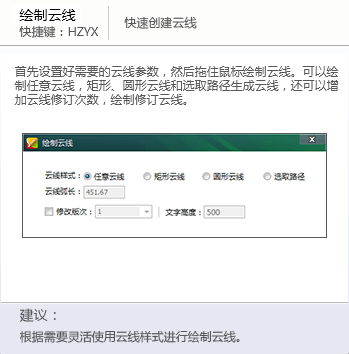 绘制云线
快捷键：HZYX
快速创建云线
首先设置好需要的云线参数，然后拖住鼠标绘制云线。可以绘
制任意云线，矩形、圆形云线和选取路径生成云线，还可以增
加云线修订次数，绘制修订云线。
绘制云线
x
云线样式： 任意云线 矩形云线 圆形云线 选取路径
云线弧长： 451.67
修改版次： 1 文字高度： 500
建议：
根据需要灵活使用云线样式进行绘制云线。